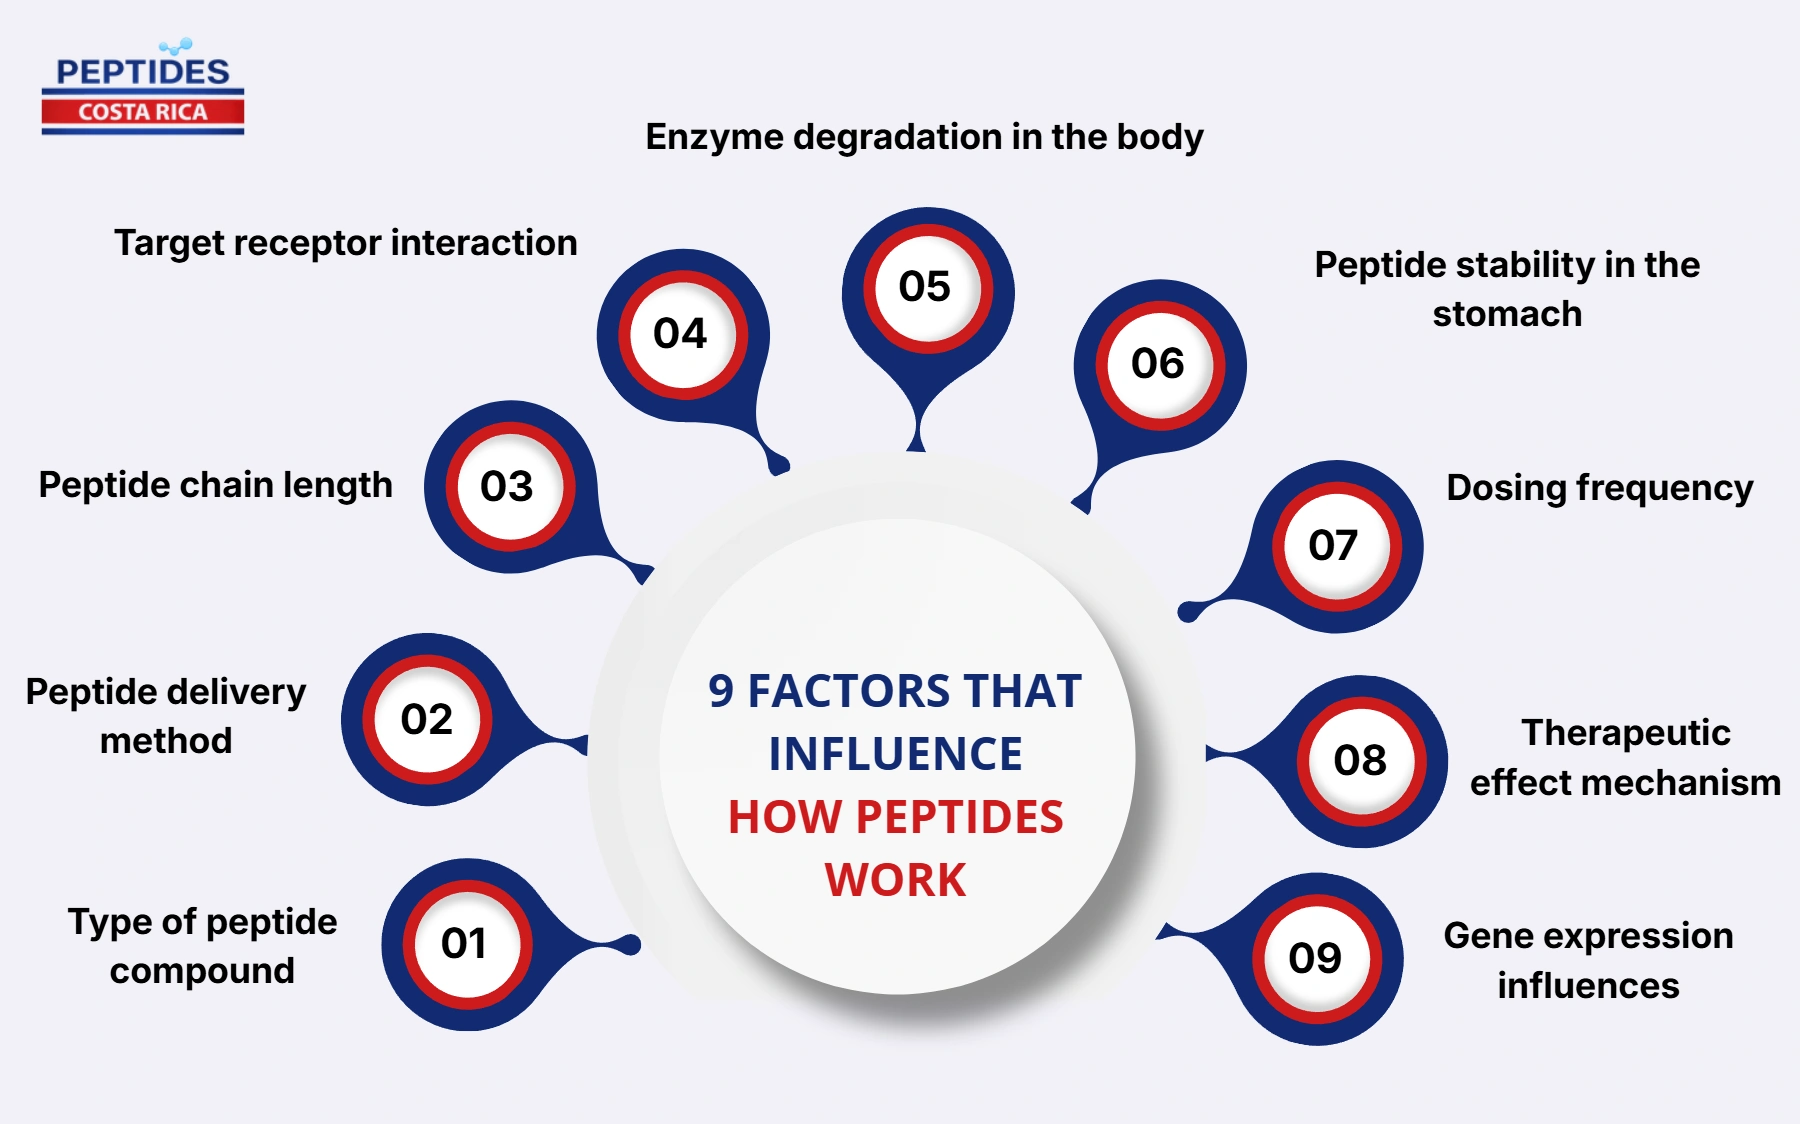 PEPTIDES
COSTA RICA
Enzyme degradation in the body
Target receptor interaction
Peptide stability in the
stomach
05
04
06
Peptide chain length
03
Dosing frequency
07
Peptide delivery
method
02
9 FACTORS THAT
INFLUENCE
HOW PEPTIDES
WORK
Therapeutic
effect mechanism
08
Type of peptide
compound
01
Gene expression
influences
09